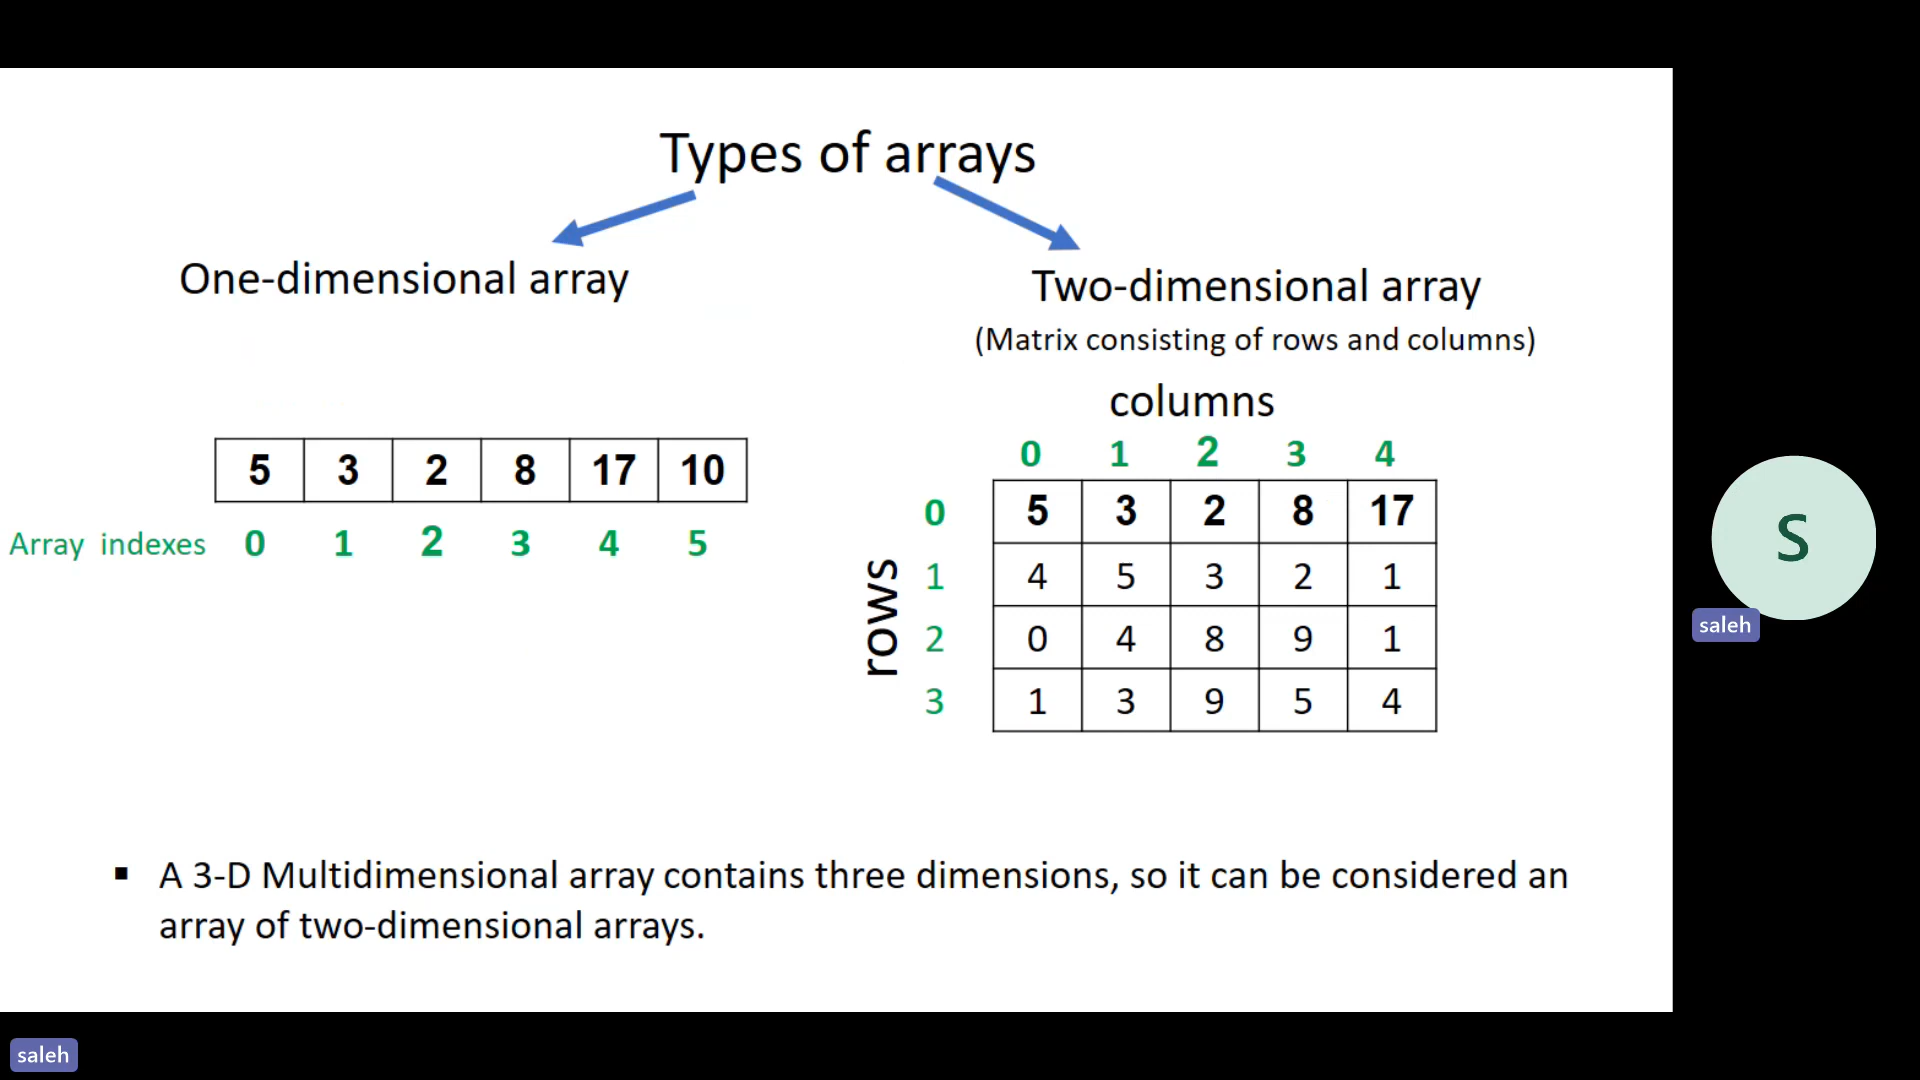 Types of arrays
One-dimensional array
5 3 2 8 17 10
Array indexes 0 1 2 3 4 5
Two-dimensional array
(Matrix consisting of rows and columns)
columns
0 1 2 3 4
rows
0 5 3 2 8 17
1 4 5 3 2 1
2 0 4 8 9 1
3 1 3 9 5 4
▪ A 3-D Multidimensional array contains three dimensions, so it can be considered an
array of two-dimensional arrays.
S
saleh
saleh